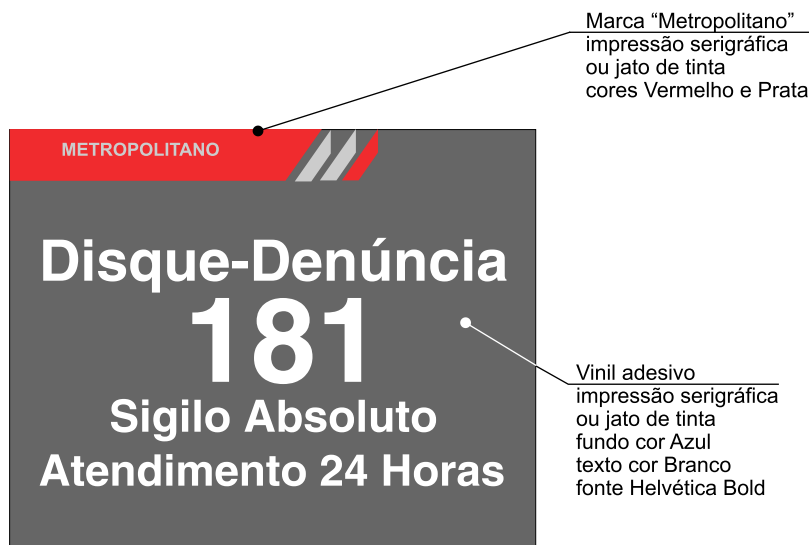 Marca “Metropolitano”
impressão serigráfica
ou jato de tinta
cores Vermelho e Prata
METROPOLITANO
Disque-Denúncia
181
Sigilo Absoluto
Atendimento 24 Horas
Vinil adesivo
impressão serigráfica
ou jato de tinta
fundo cor Azul
texto cor Branco
fonte Helvética Bold